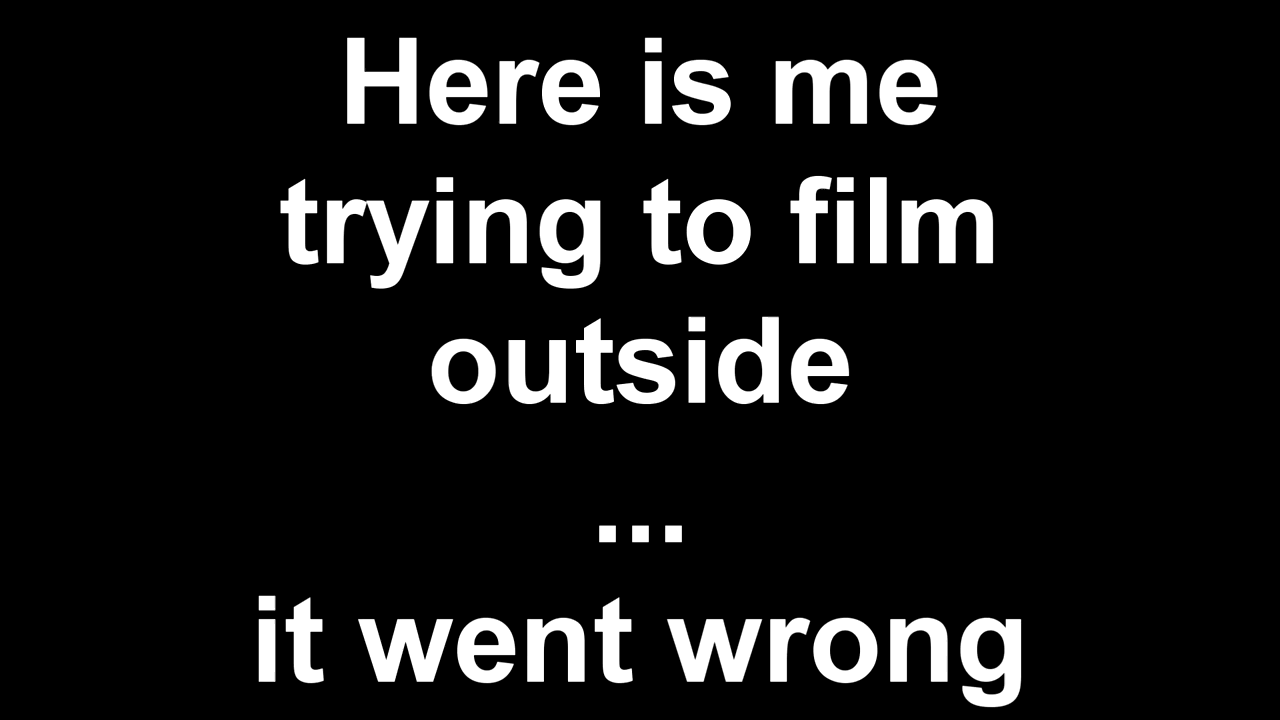 Here is me
trying to film
outside
...
it went wrong